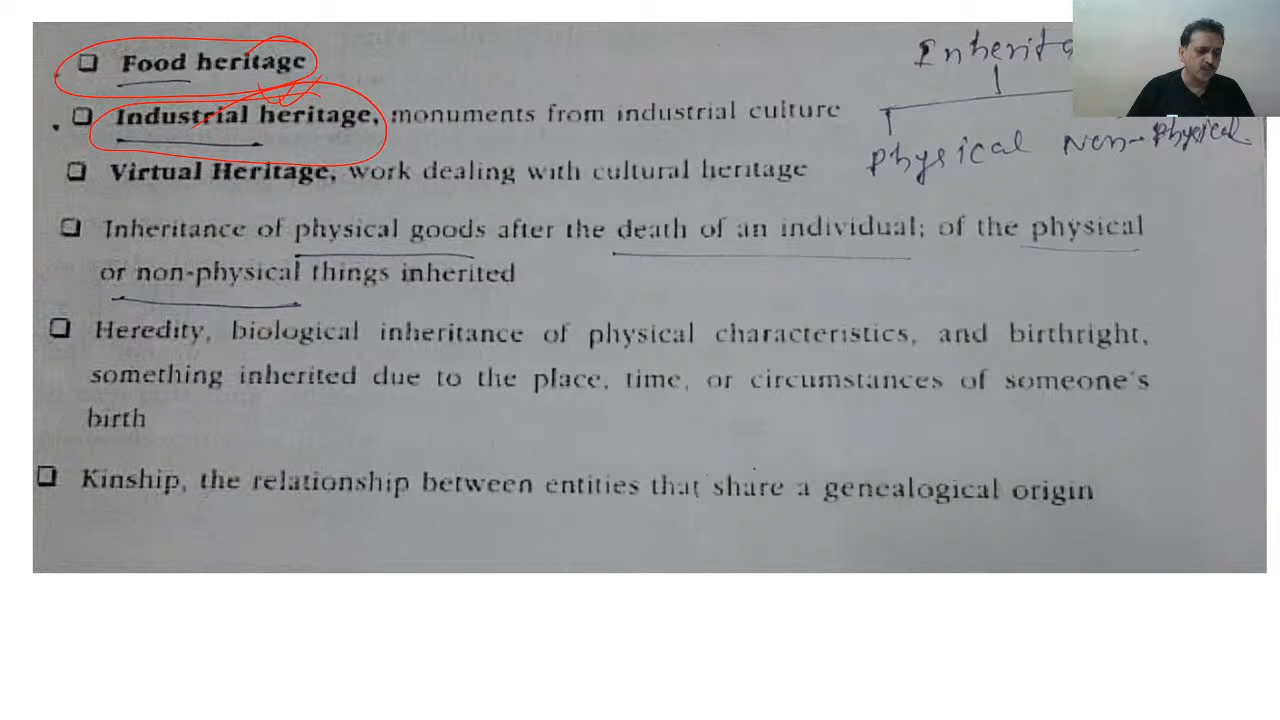 ❑ Food heritage
❑ Industrial heritage, monuments from industrial culture
❑ Virtual Heritage, work dealing with cultural heritage
❑ Inheritance of physical goods after the death of an individual; of the physical
or non-physical things inherited
❑ Heredity, biological inheritance of physical characteristics, and birthright,
something inherited due to the place, time, or circumstances of someone's
birth
❑ Kinship, the relationship between entities that share a genealogical origin
Inherita
Physical Non-Physical